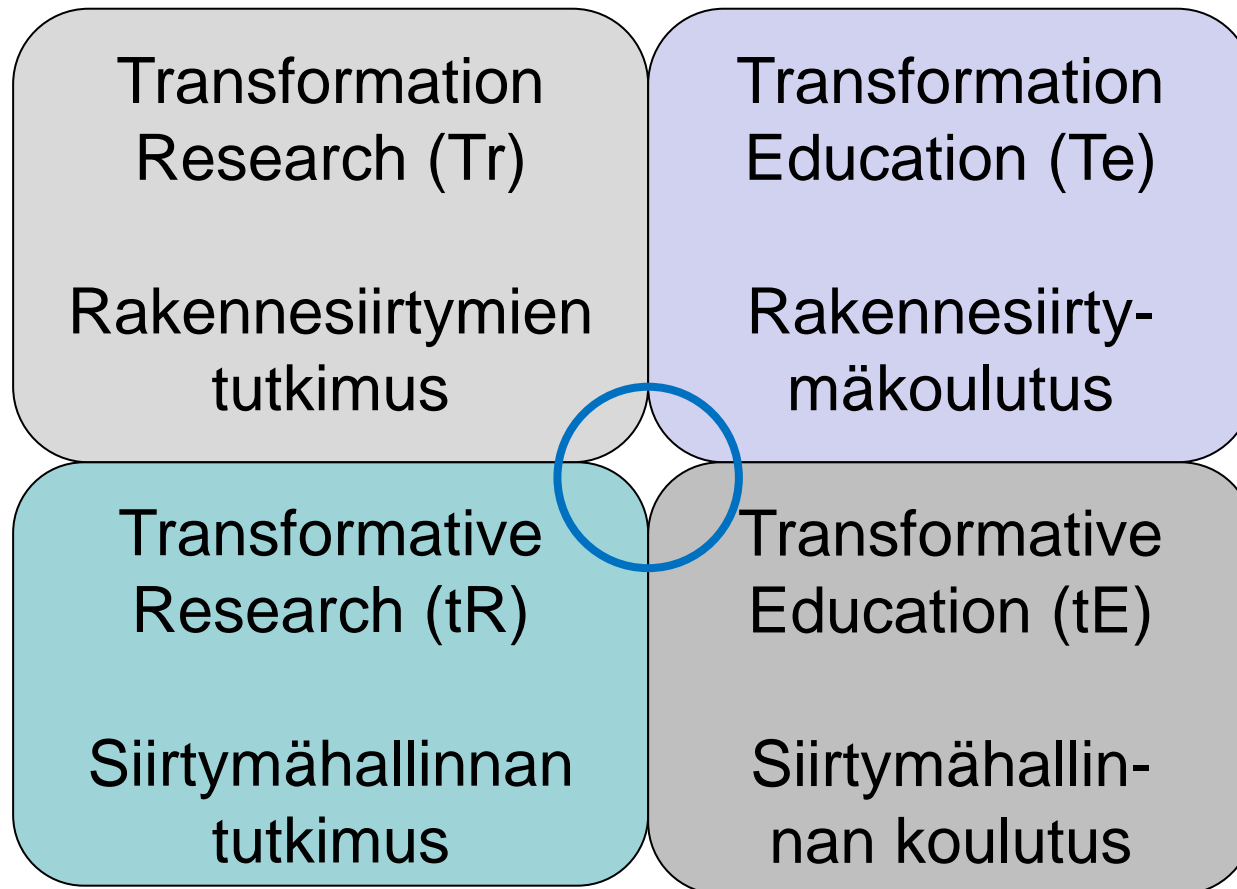 Transformation
Research (Tr)
Rakennesiirtymien
tutkimus
Transformation
Education (Te)
Rakennesiirty-
mäkoulutus
Transformative
Research (tR)
Siirtymähallinnan
tutkimus
Transformative
Education (tE)
Siirtymähallin-
nan koulutus